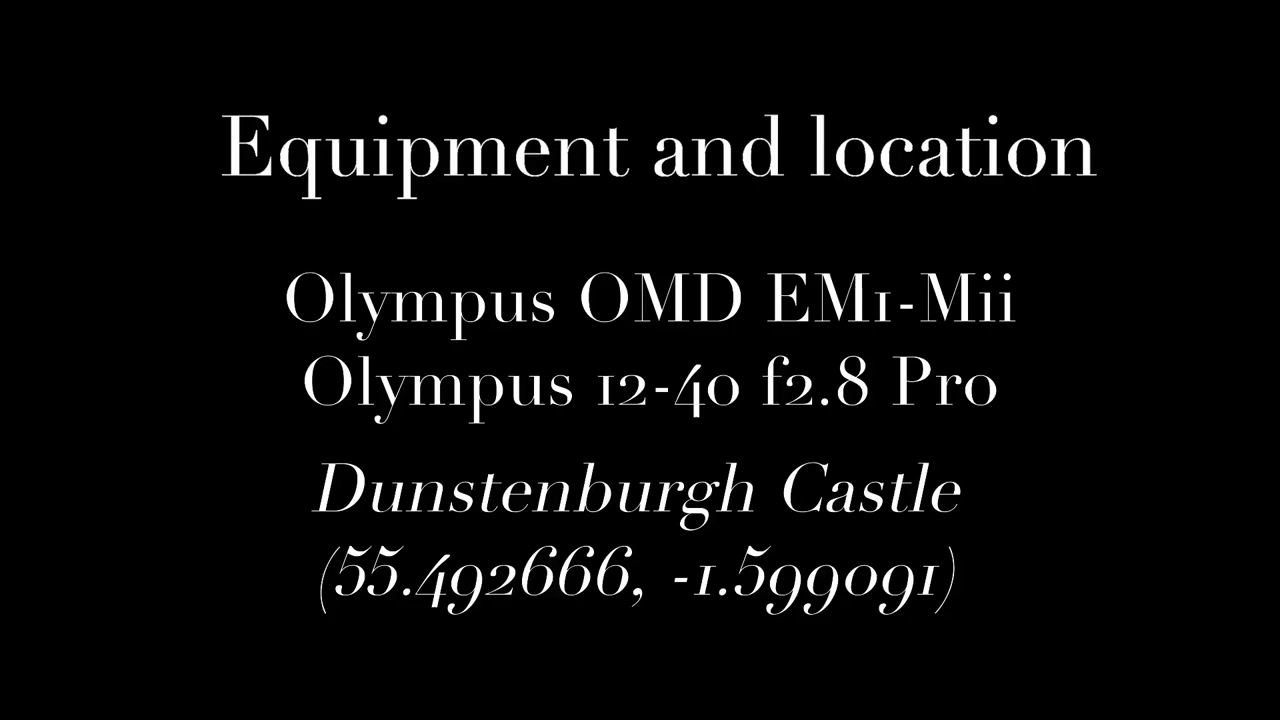 Equipment and location
Olympus OMD EM1-Mii
Olympus 12-40 f2.8 Pro
Dunstenburgh Castle
(55.492666, -1.599091)